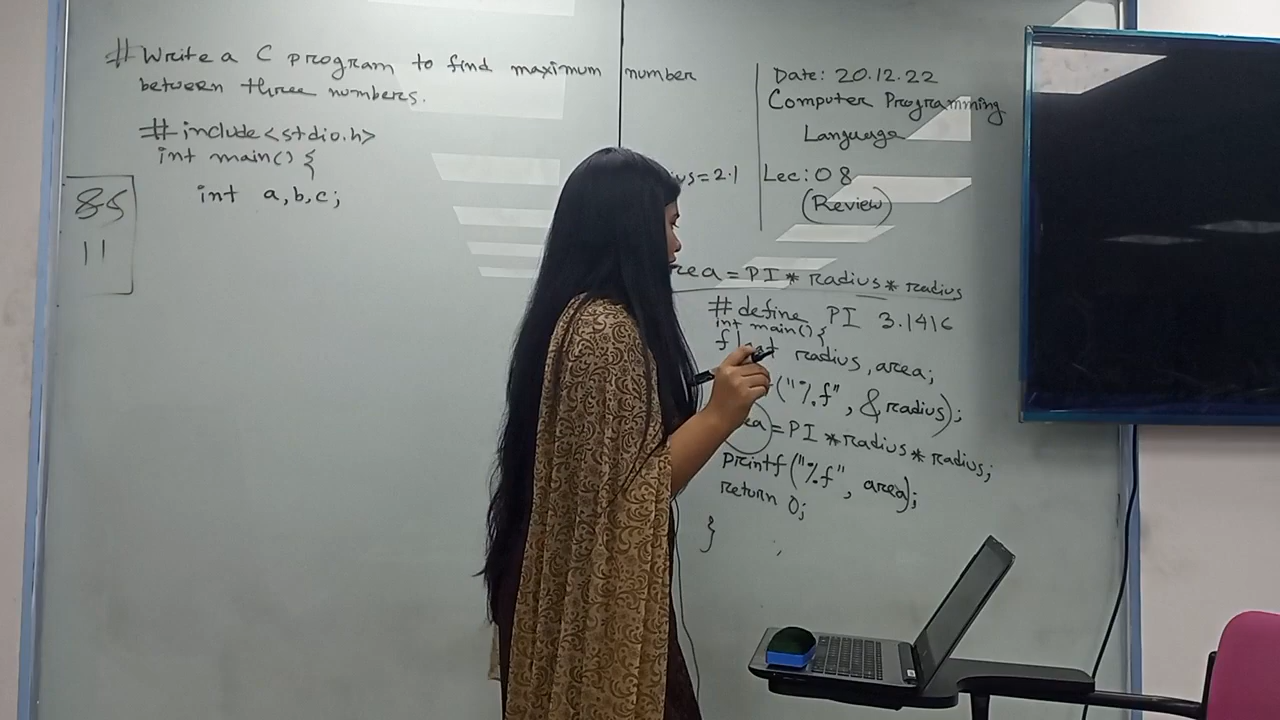 # Write a C program to find maximum number
between three numbers.
# include<stdio.h>
int main() {
int a,b,c;
85
11
Date: 20.12.22
Computer Programming
Language
Lec: 08
(Review)
=2.1
= PI * radius * radius
# define PI 3.1416
int main() {
radius, area;
("%f", &radius);
= PI * radius * radius;
printf("%f", area);
return 0;
}